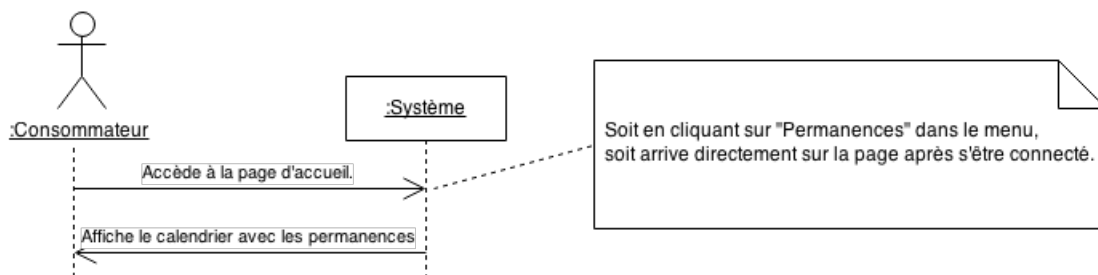 :Consommateur
:Système
Soit en cliquant sur "Permanences" dans le menu,
soit arrive directement sur la page après s'être connecté.
Accède à la page d'accueil.
Affiche le calendrier avec les permanences